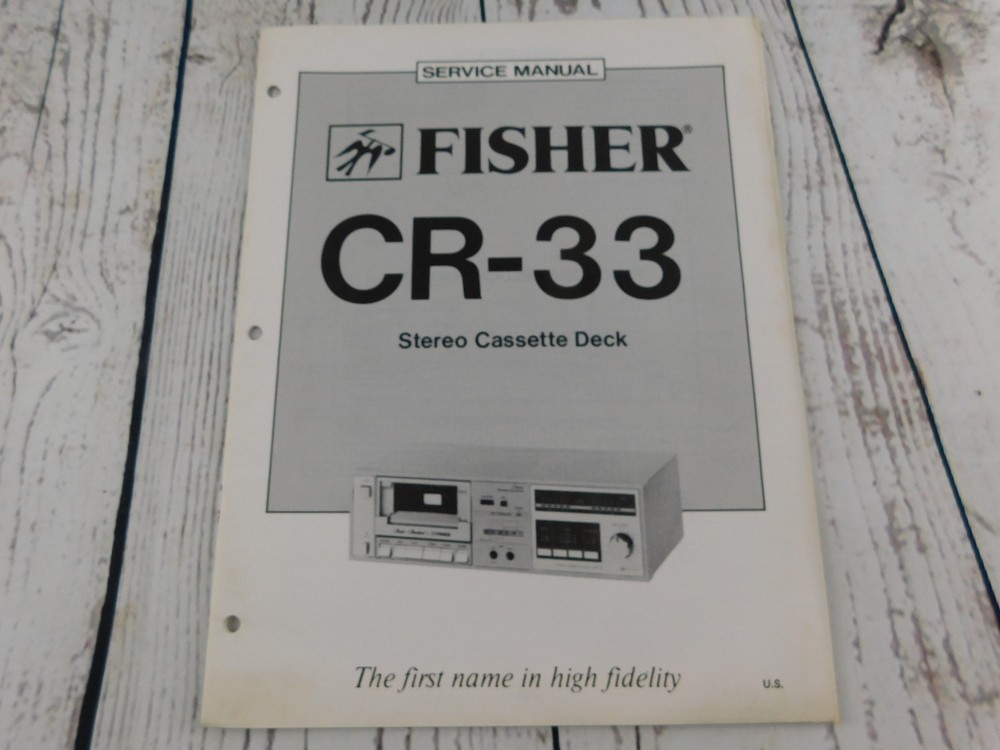 SERVICE MANUAL
FISHER®
CR-33
Stereo Cassette Deck
The first name in high fidelity
U.S.